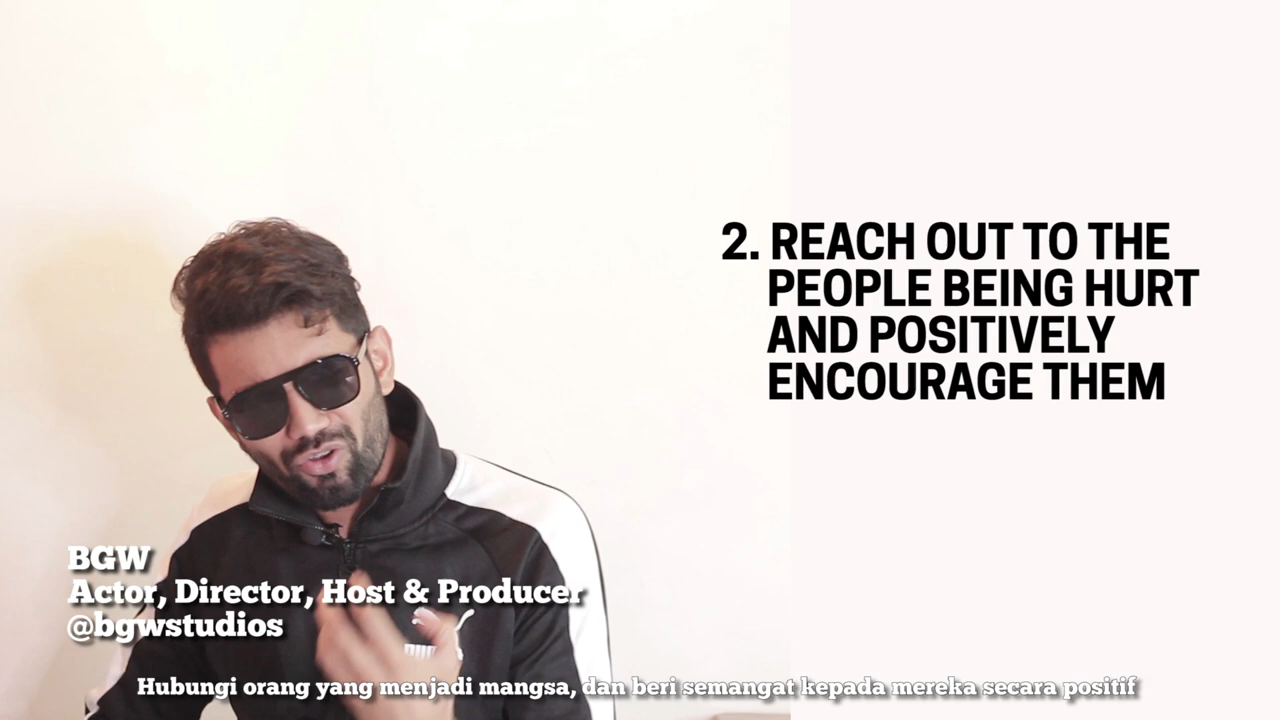 2. REACH OUT TO THE
PEOPLE BEING HURT
AND POSITIVELY
ENCOURAGE THEM
BGW
Actor, Director, Host & Producer
@bgwstudios
Hubungi orang yang menjadi mangsa, dan beri semangat kepada mereka secara positif